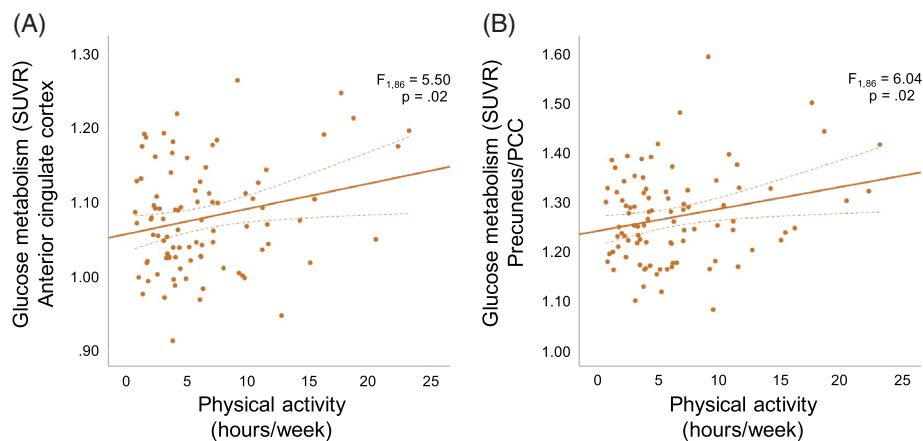 (A)
Glucose metabolism (SUVR)
Anterior cingulate cortex
1.30
1.20
1.10
1.00
.90
F1,86 = 5.50
p = .02
0 5 10 15 20 25
Physical activity
(hours/week)
(B)
Glucose metabolism (SUVR)
Precuneus/PCC
1.60
1.50
1.40
1.30
1.20
1.10
1.00
F1,86 = 6.04
p = .02
0 5 10 15 20 25
Physical activity
(hours/week)